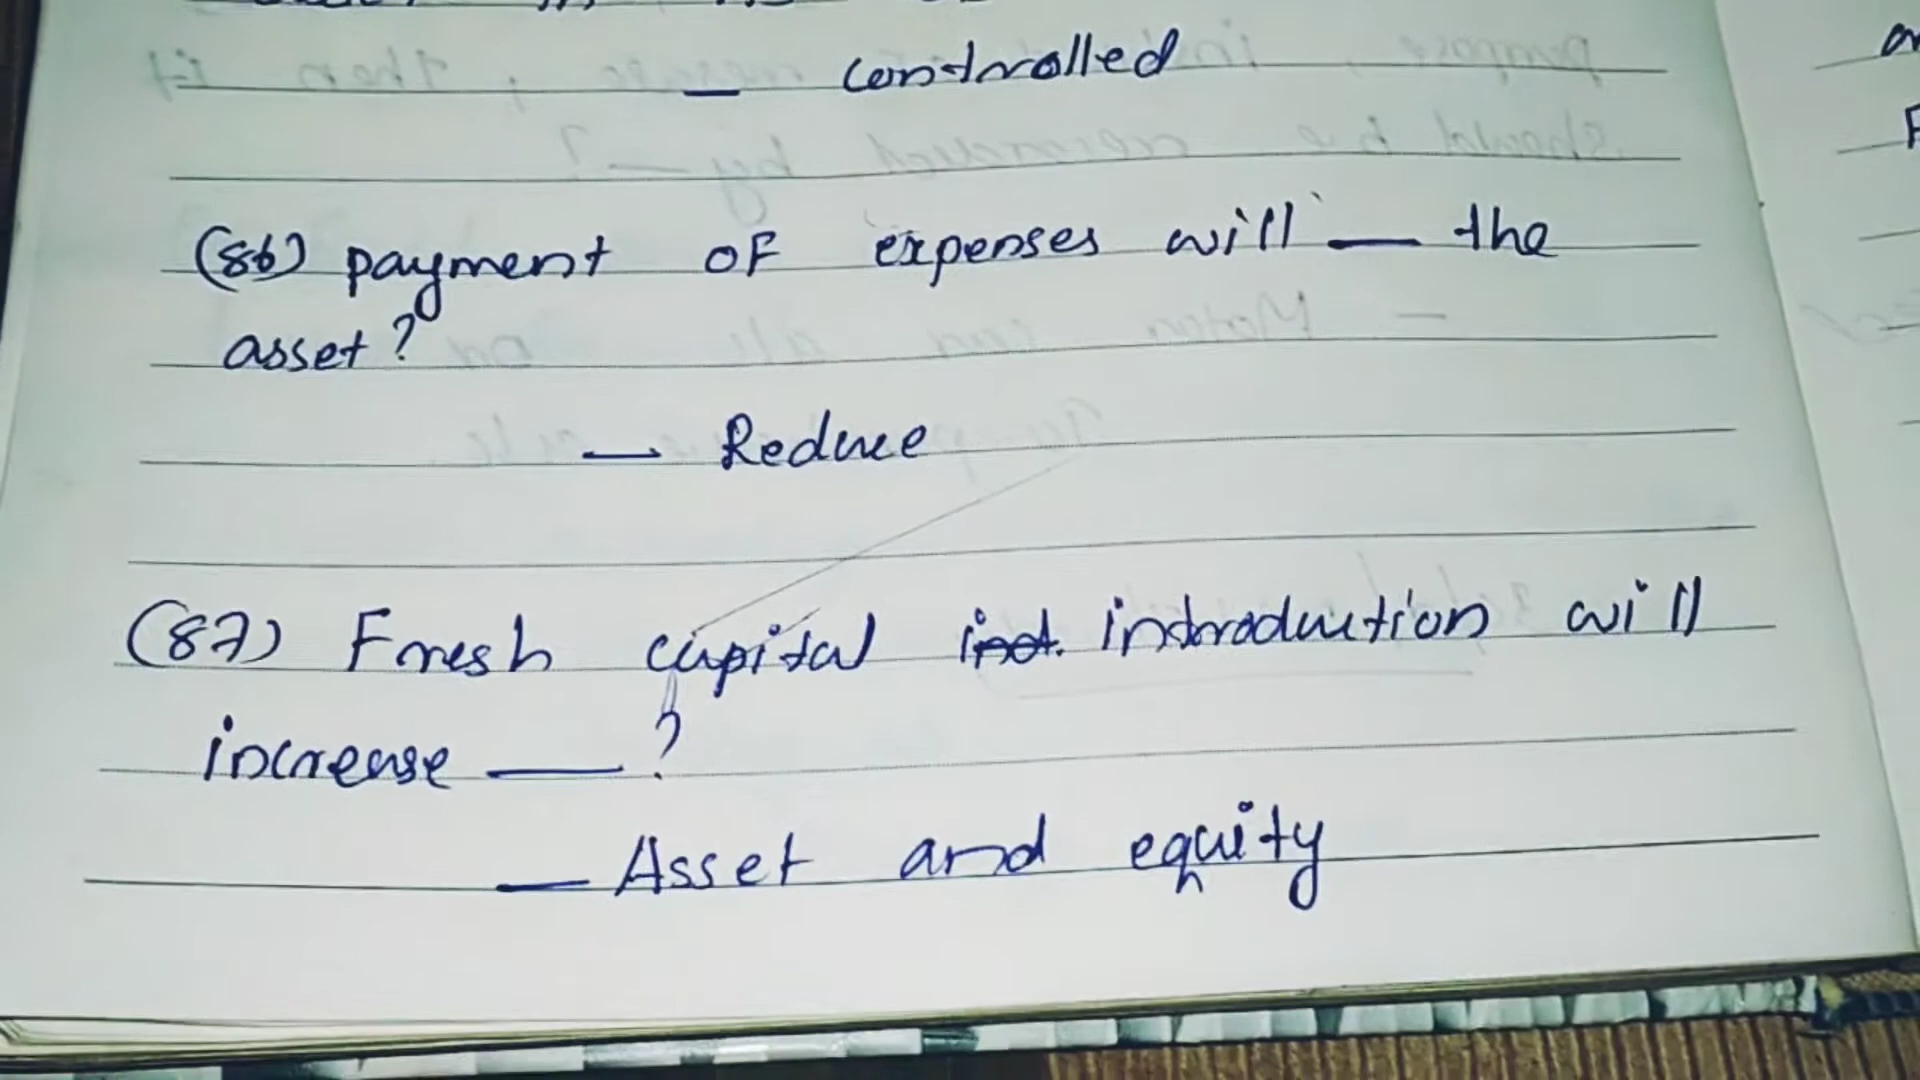 — controlled
(86) payment of expenses will — the
asset?
— Reduce
(87) Fresh capital int. introduction will
increase — ?
— Asset and equity